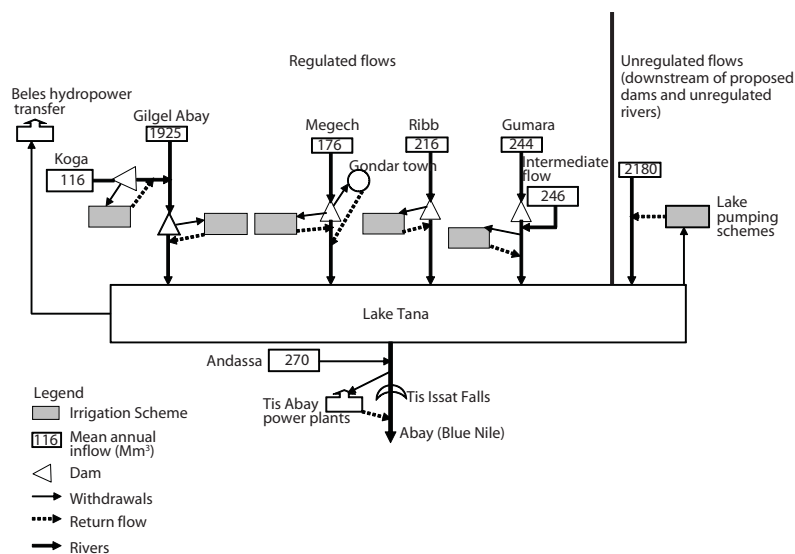 Regulated flows
Unregulated flows
(downstream of proposed
dams and unregulated
rivers)
Beles hydropower
transfer
Gilgel Abay
1925
Megech
176
Ribb
216
Gumara
244
Koga
116
Gondar town
Intermediate
flow
246
2180
Lake
pumping
schemes
Lake Tana
Andassa
270
Tis Issat Falls
Tis Abay
power plants
Abay (Blue Nile)
Legend
Irrigation Scheme
116 Mean annual
inflow (Mm³)
Dam
Withdrawals
Return flow
Rivers